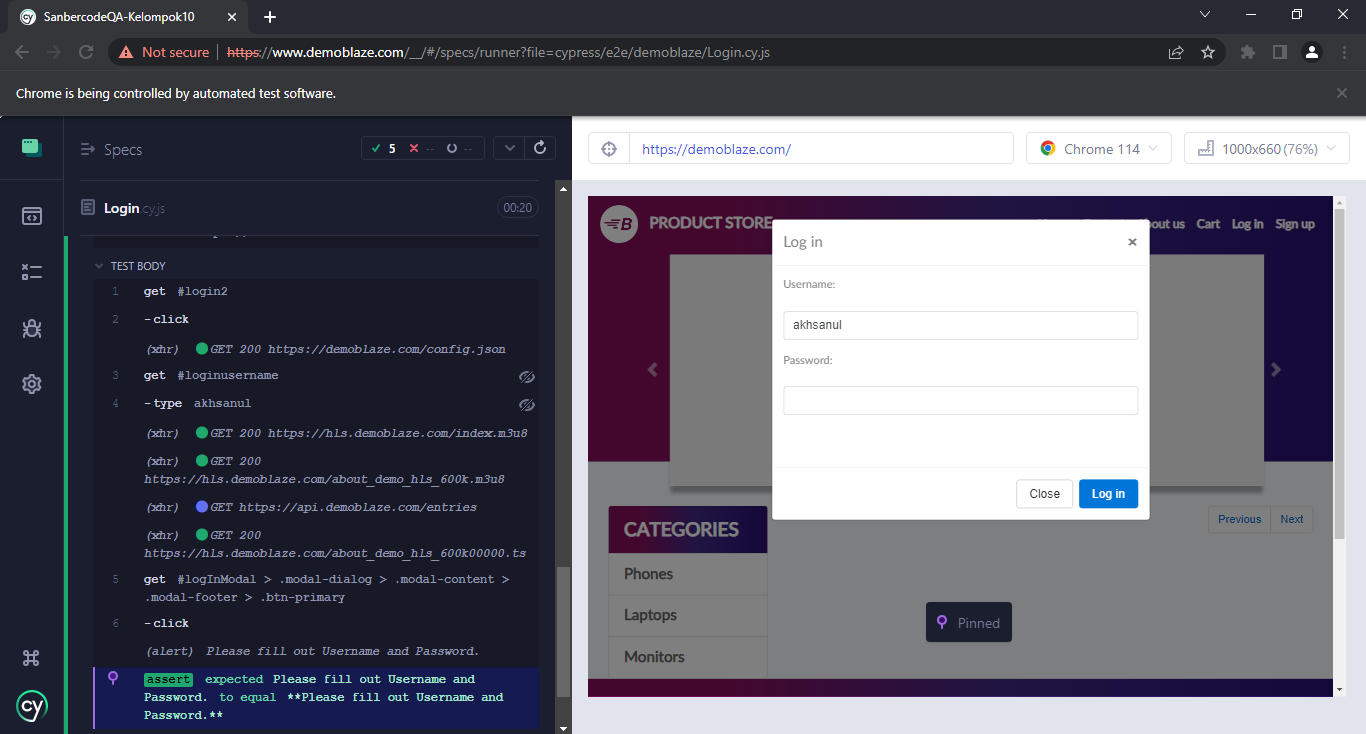 SanbercodeQA-Kelompok10
Not secure https://www.demoblaze.com/__/#/specs/runner?file=cypress/e2e/demoblaze/Login.cy.js
Chrome is being controlled by automated test software.
Specs
5 -- --
Login.cy.js
00:20
TEST BODY
1 get #login2
2 -click
(xhr) GET 200 https://demoblaze.com/config.json
3 get #loginusername
4 -type akhsanul
(xhr) GET 200 https://hls.demoblaze.com/index.m3u8
(xhr) GET 200
https://hls.demoblaze.com/about_demo_hls_600k.m3u8
(xhr) GET https://api.demoblaze.com/entries
(xhr) GET 200
https://hls.demoblaze.com/about_demo_hls_600k00000.ts
5 get #logInModal > .modal-dialog > .modal-content >
.modal-footer > .btn-primary
6 -click
(alert) Please fill out Username and Password.
assert expected Please fill out Username and
Password. to equal **Please fill out Username and
Password.**
cy
https://demoblaze.com/
Chrome 114
1000x660 (76%)
B PRODUCT STORE
out us Cart Log in Sign up
Log in ×
Username:
akhsanul
Password:
Close Log in
Previous Next
CATEGORIES
Phones
Laptops
Monitors
Pinned